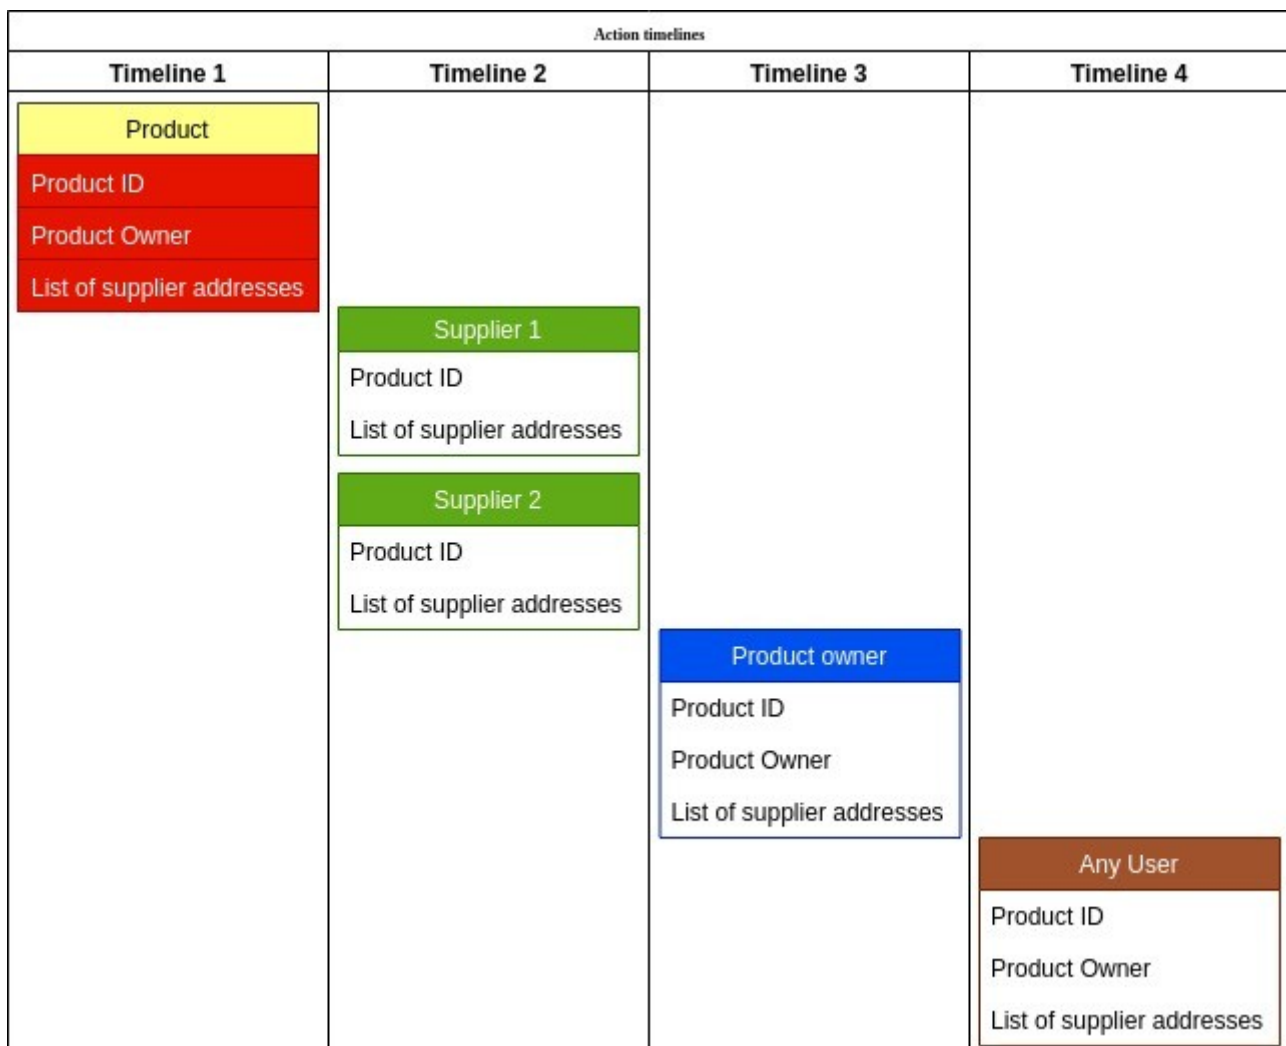 Action timelines
Timeline 1
Timeline 2
Timeline 3
Timeline 4
Product
Product ID
Product Owner
List of supplier addresses
Supplier 1
Product ID
List of supplier addresses
Supplier 2
Product ID
List of supplier addresses
Product owner
Product ID
Product Owner
List of supplier addresses
Any User
Product ID
Product Owner
List of supplier addresses